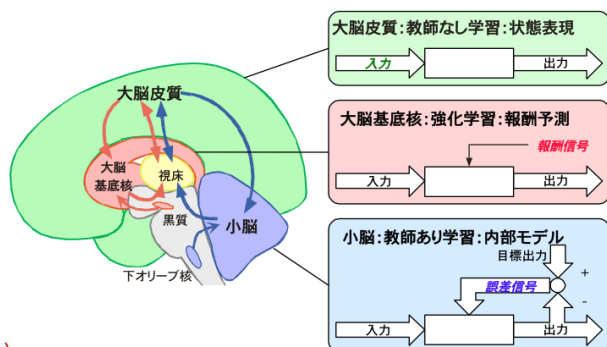 大脳皮質
大脳
基底核
視床
黒質
小脳
下オリーブ核
大脳皮質：教師なし学習：状態表現
入力
出力
大脳基底核：強化学習：報酬予測
報酬信号
入力
出力
小脳：教師あり学習：内部モデル
目標出力
+
誤差信号
-
入力
出力
)